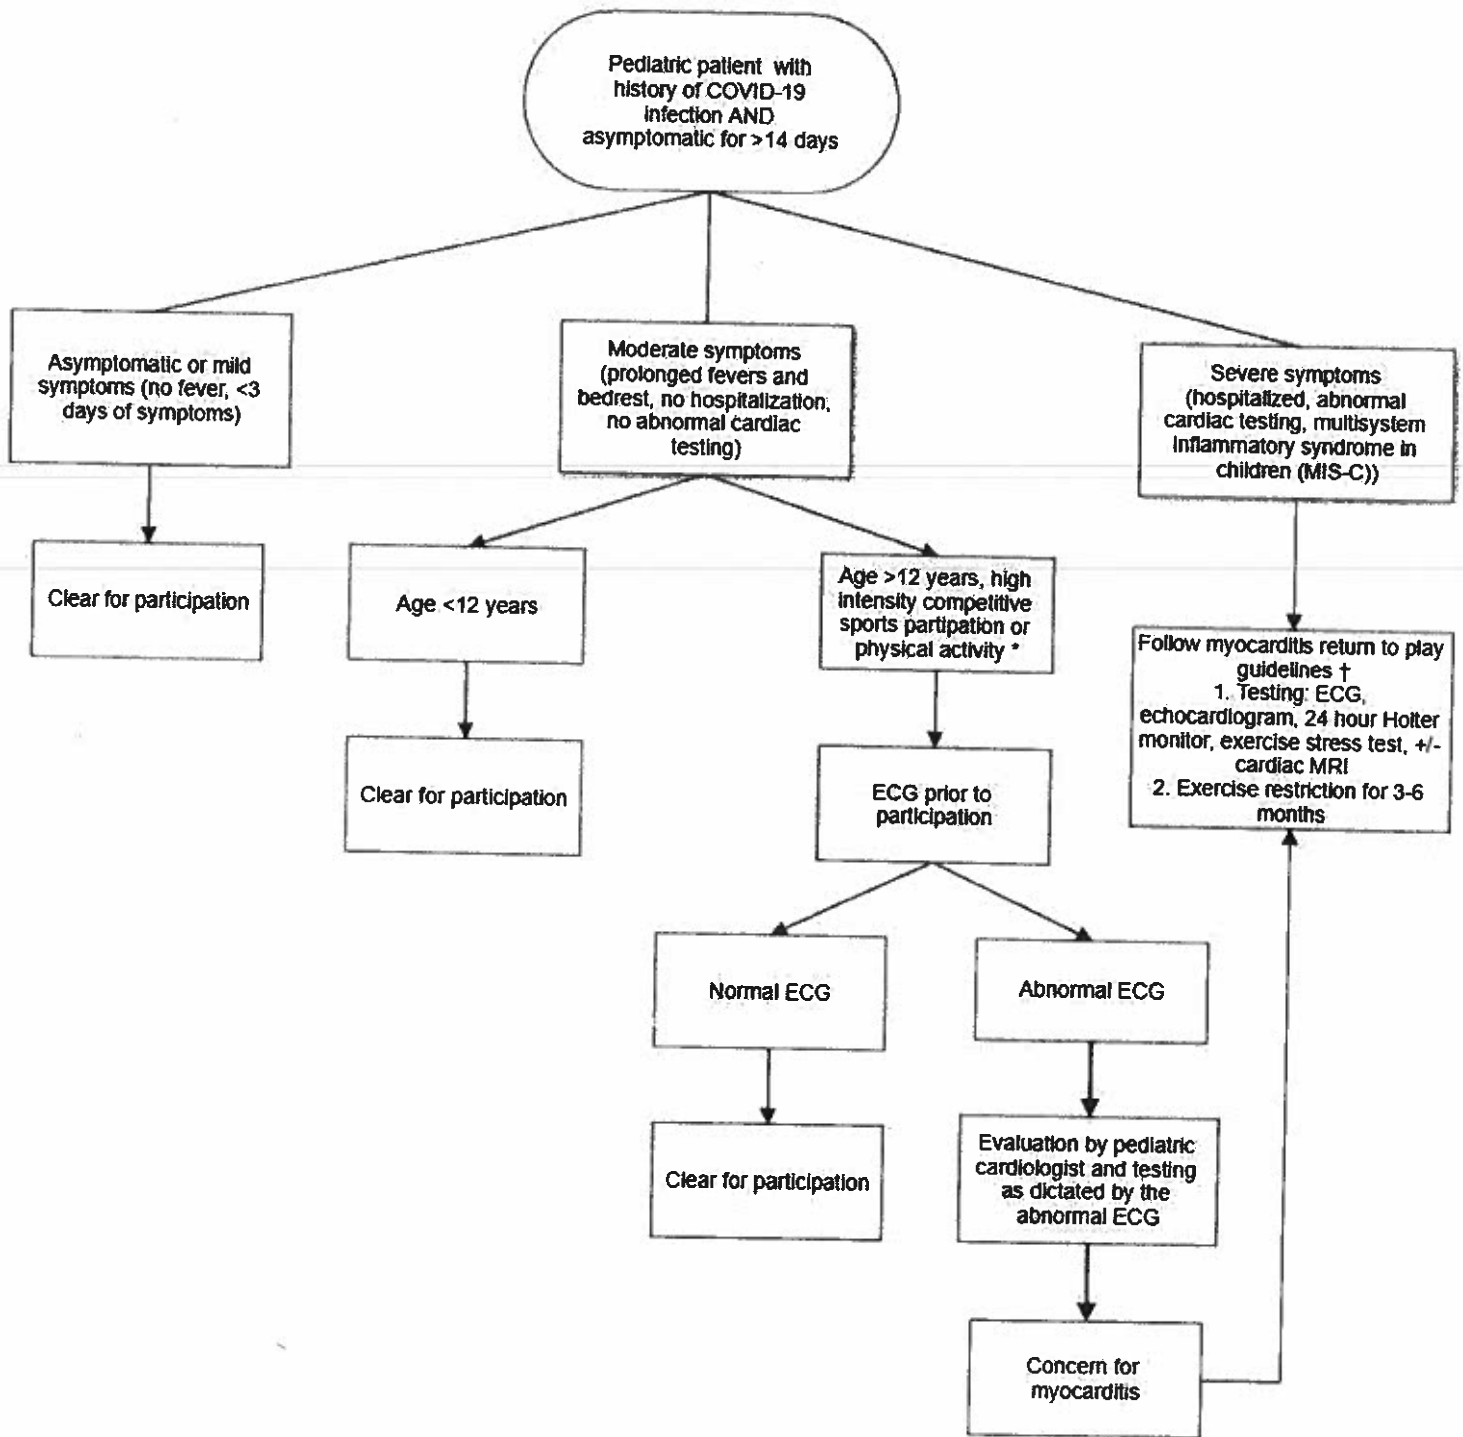 Pediatric patient with
history of COVID-19
infection AND
asymptomatic for >14 days
Asymptomatic or mild
symptoms (no fever, <3
days of symptoms)
Moderate symptoms
(prolonged fevers and
bedrest, no hospitalization,
no abnormal cardiac
testing)
Severe symptoms
(hospitalized, abnormal
cardiac testing, multisystem
inflammatory syndrome in
children (MIS-C))
Clear for participation
Age <12 years
Age >12 years, high
intensity competitive
sports partipation or
physical activity *
Follow myocarditis return to play
guidelines †
1. Testing: ECG,
echocardiogram, 24 hour Holter
monitor, exercise stress test, +/-
cardiac MRI
2. Exercise restriction for 3-6
months
Clear for participation
ECG prior to
participation
Normal ECG
Abnormal ECG
Clear for participation
Evaluation by pediatric
cardiologist and testing
as dictated by the
abnormal ECG
Concern for
myocarditis